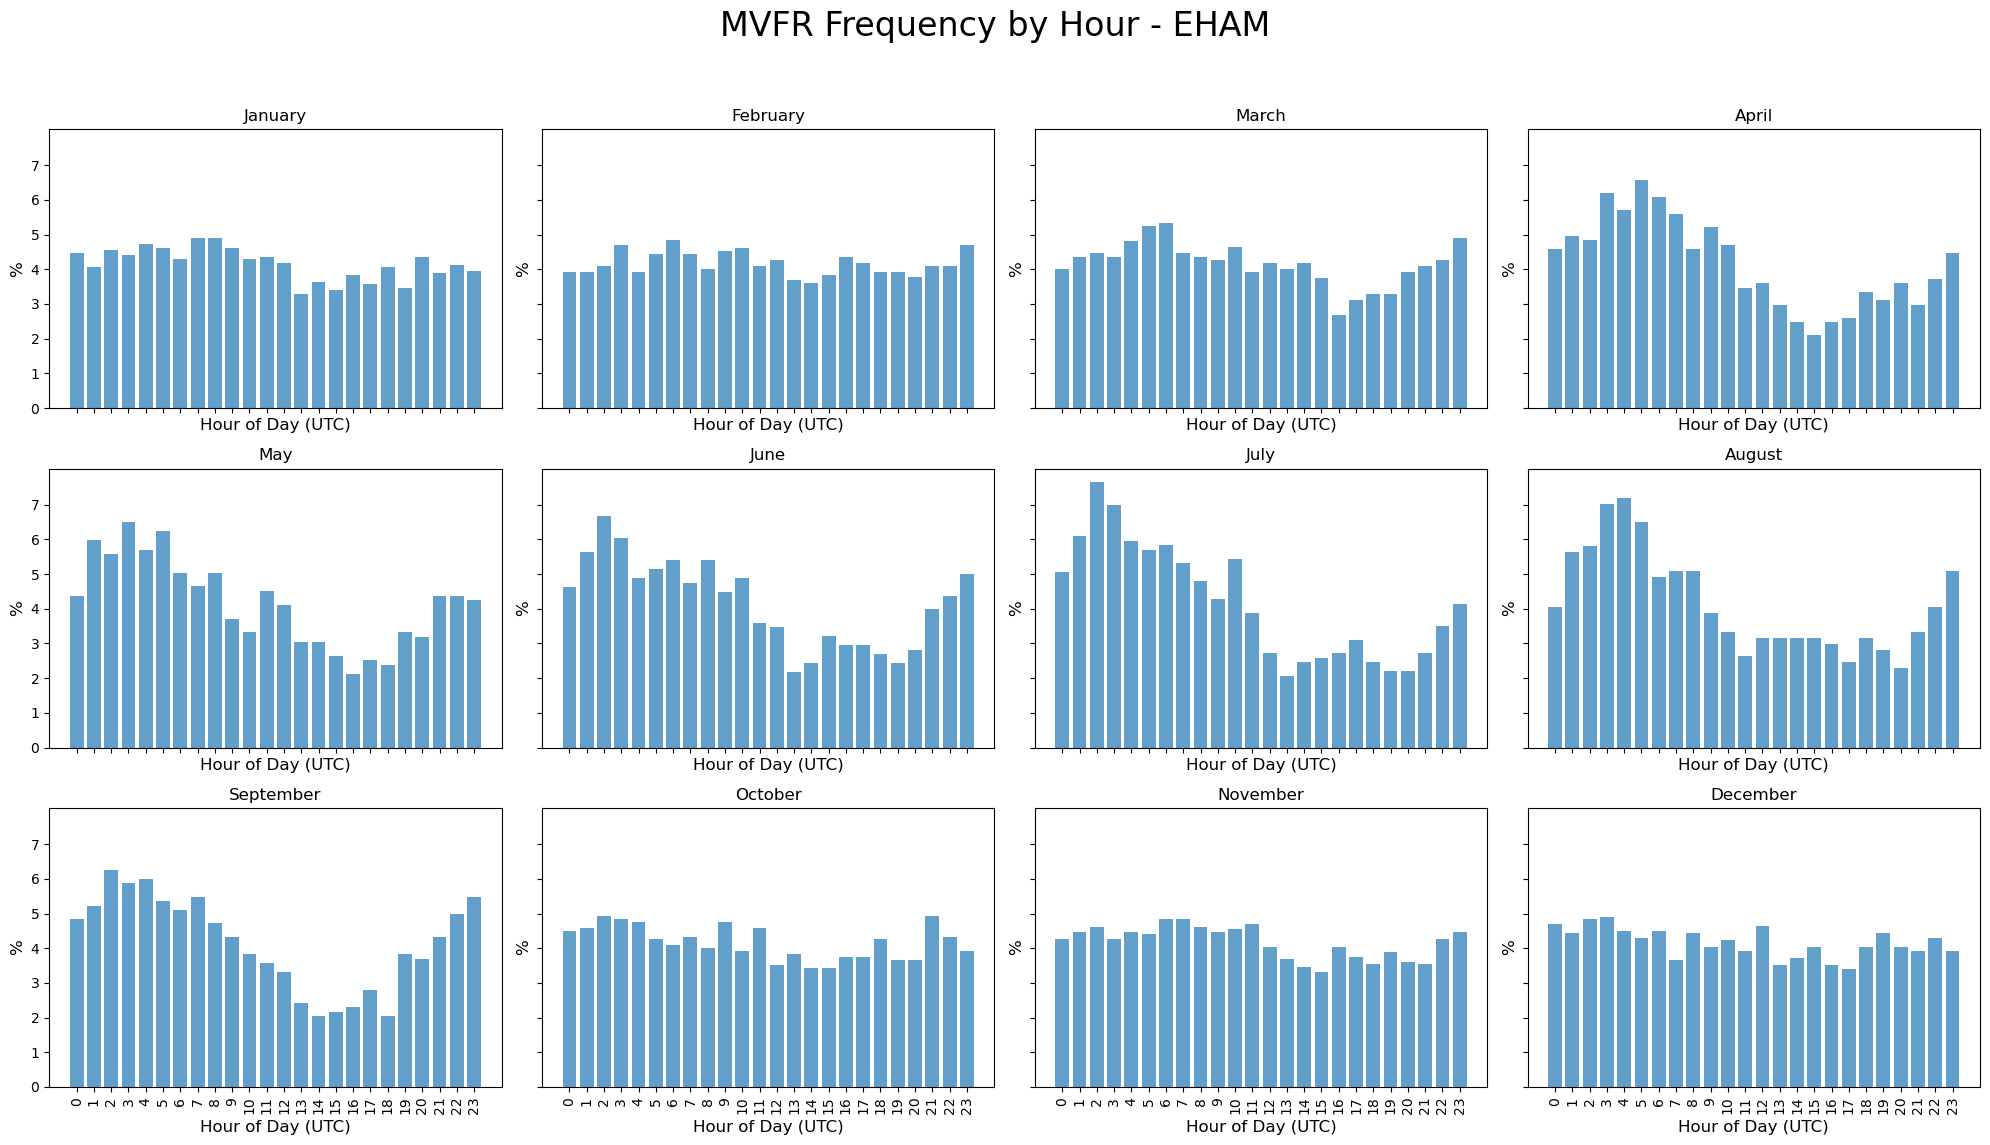 MVFR Frequency by Hour - EHAM
January February March April
7
6
5
4
3
2
1
0
% % % %
Hour of Day (UTC) Hour of Day (UTC) Hour of Day (UTC) Hour of Day (UTC)
May June July August
7
6
5
4
3
2
1
0
% % % %
Hour of Day (UTC) Hour of Day (UTC) Hour of Day (UTC) Hour of Day (UTC)
September October November December
7
6
5
4
3
2
1
0
% % % %
0 1 2 3 4 5 6 7 8 9 10 11 12 13 14 15 16 17 18 19 20 21 22 23 0 1 2 3 4 5 6 7 8 9 10 11 12 13 14 15 16 17 18 19 20 21 22 23 0 1 2 3 4 5 6 7 8 9 10 11 12 13 14 15 16 17 18 19 20 21 22 23 0 1 2 3 4 5 6 7 8 9 10 11 12 13 14 15 16 17 18 19 20 21 22 23
Hour of Day (UTC) Hour of Day (UTC) Hour of Day (UTC) Hour of Day (UTC)